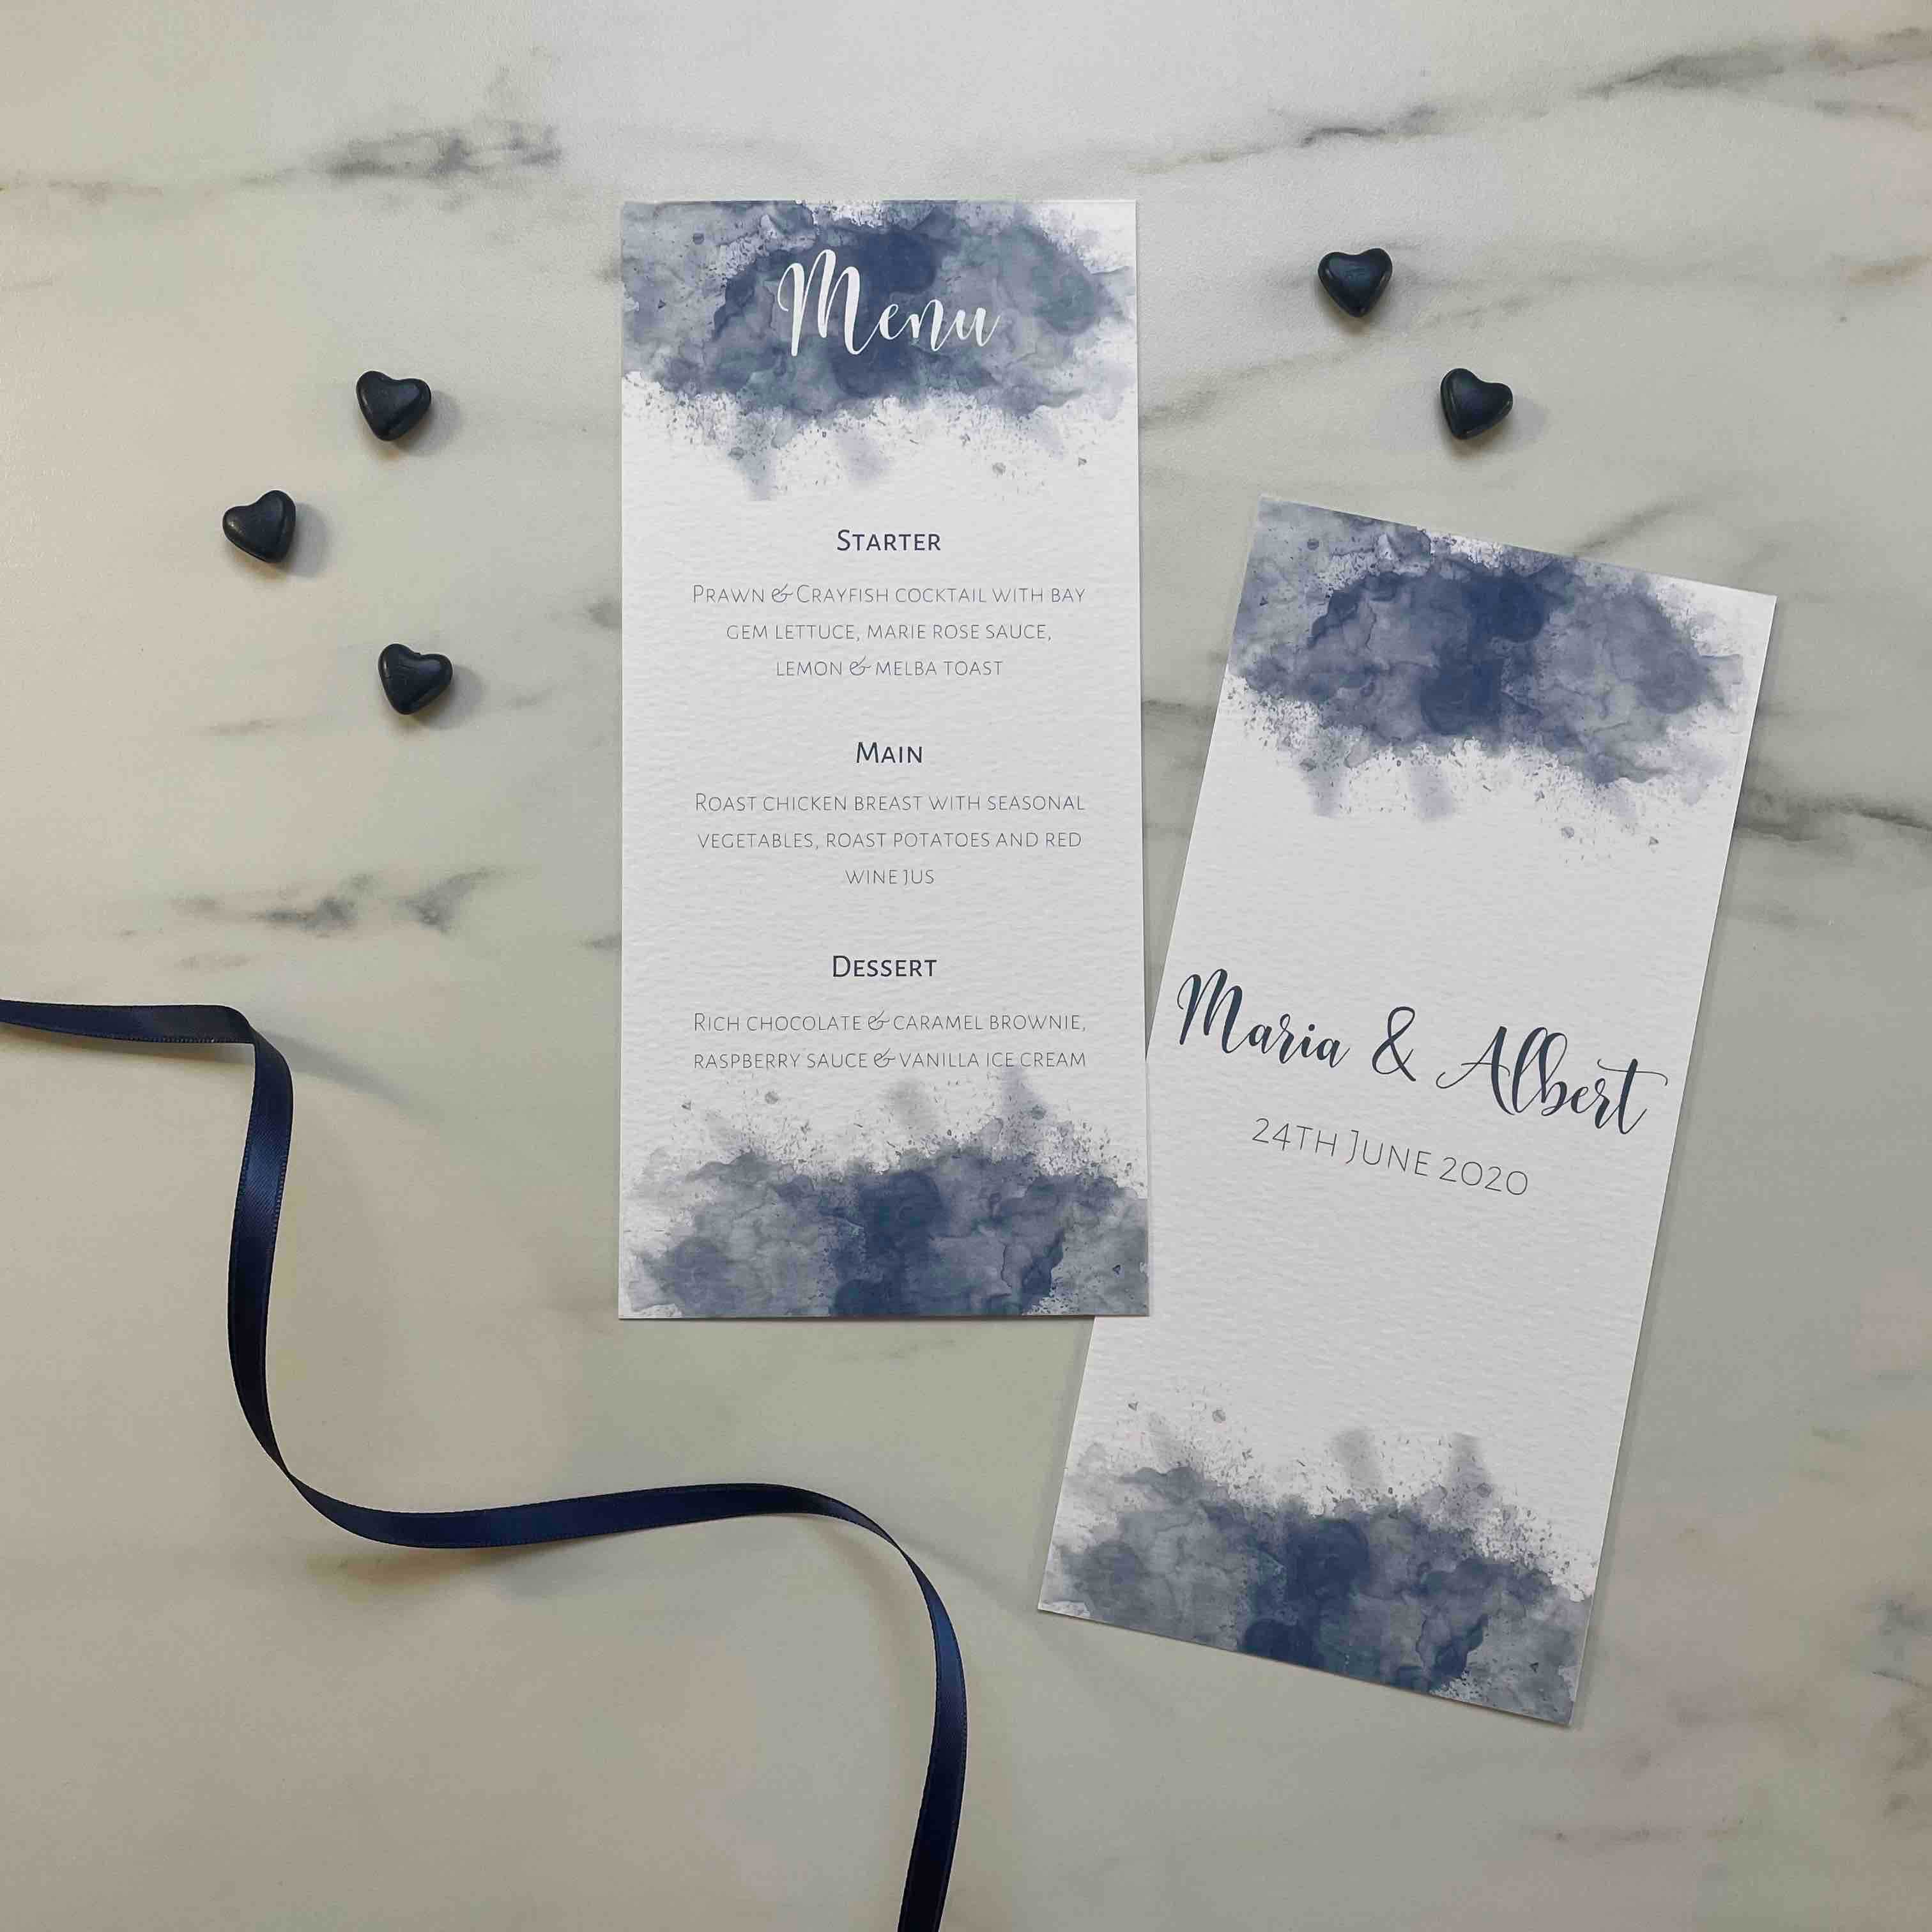 Menu
Starter
Prawn & Crayfish cocktail with bay
gem lettuce, marie rose sauce,
lemon & melba toast
Main
Roast chicken breast with seasonal
vegetables, roast potatoes and red
wine jus
Dessert
Rich chocolate & caramel brownie,
raspberry sauce & vanilla ice cream
Maria & Albert
24th June 2020